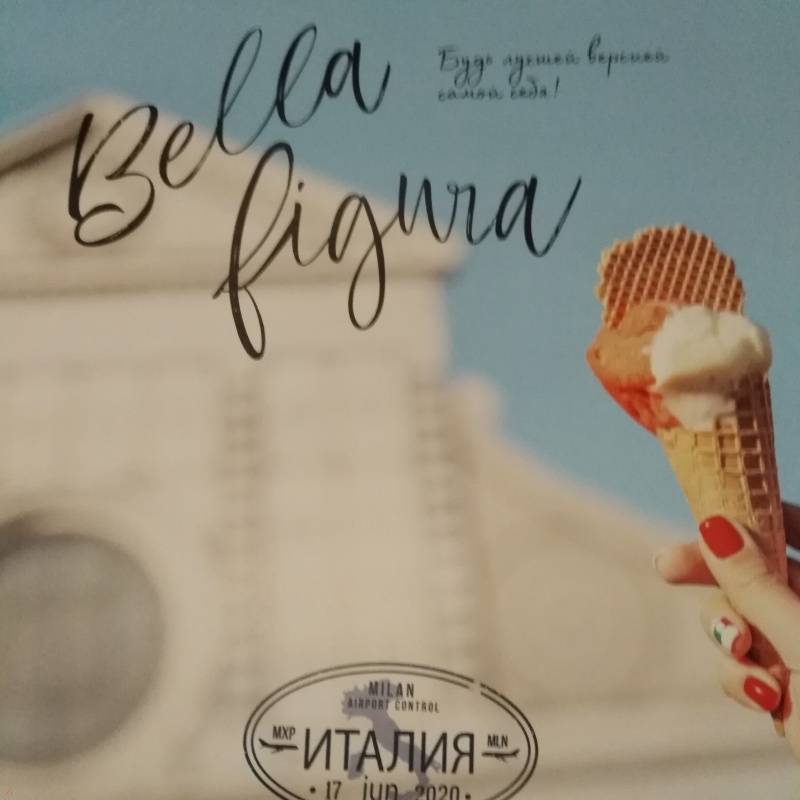 Bella
figura
Будь лучшей версией
самой себя!
MILAN
AIRPORT CONTROL
MXP
ИТАЛИЯ
MLN
• 17 jun 2020 •